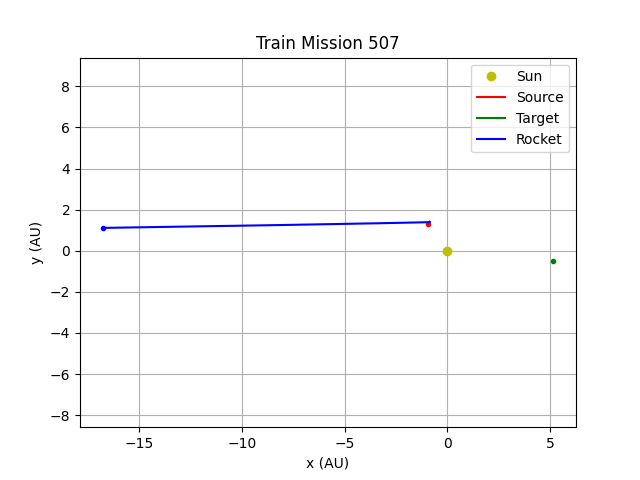 Train Mission 507
Sun
Source
Target
Rocket
8
6
4
2
0
−2
−4
−6
−8
y (AU)
−15
−10
−5
0
5
x (AU)